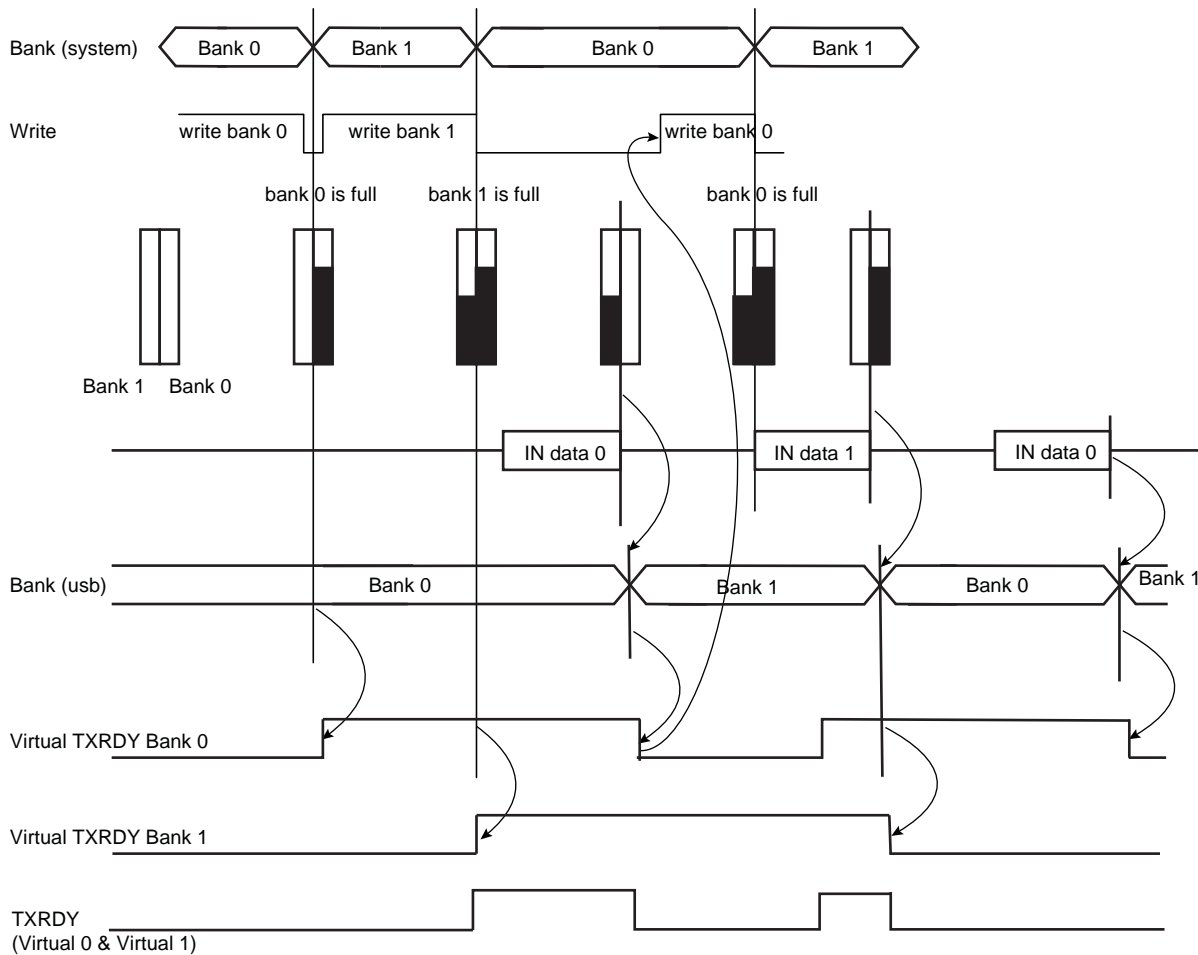 Bank (system)
Bank 0
Bank 1
Bank 0
Bank 1
Write
write bank 0
write bank 1
write bank 0
bank 0 is full
bank 1 is full
bank 0 is full
Bank 1
Bank 0
IN data 0
IN data 1
IN data 0
Bank (usb)
Bank 0
Bank 1
Bank 0
Bank 1
Virtual TXRDY Bank 0
Virtual TXRDY Bank 1
TXRDY
(Virtual 0 & Virtual 1)